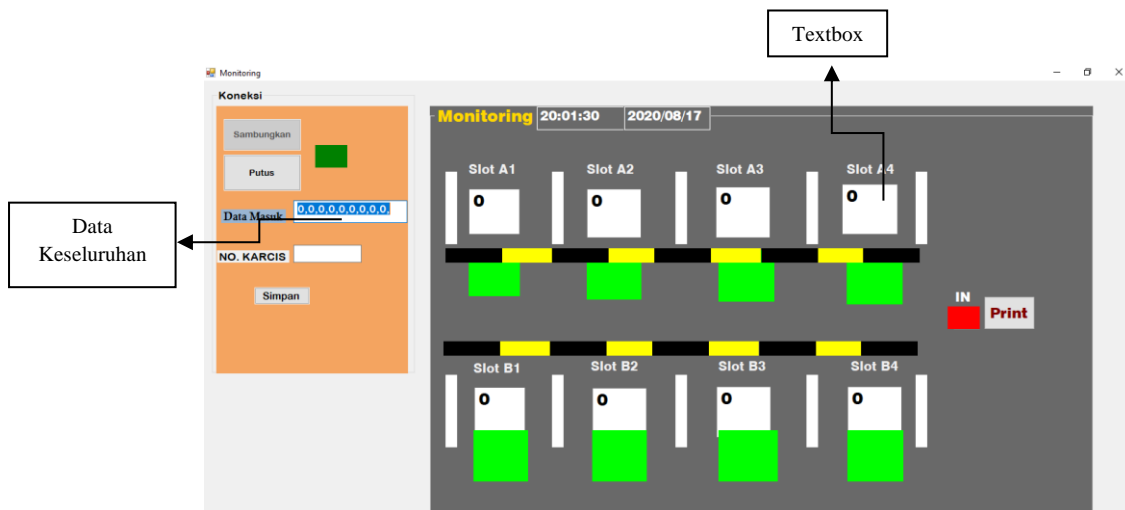 Textbox
Monitoring
Koneksi
Sambungkan
Putus
Data Masuk 0,0,0,0,0,0,0,0,0,
NO. KARCIS
Simpan
Data
Keseluruhan
Monitoring 20:01:30 2020/08/17
Slot A1 Slot A2 Slot A3 Slot A4
0 0 0 0
IN
Print
Slot B1 Slot B2 Slot B3 Slot B4
0 0 0 0